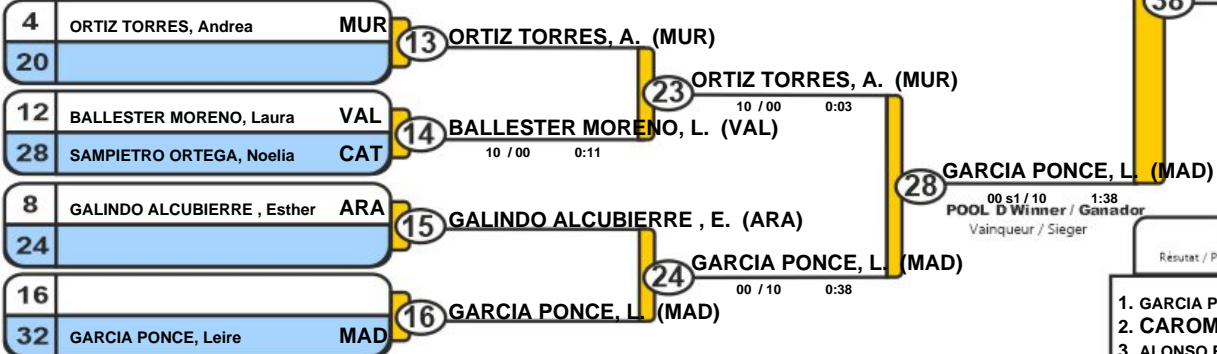 38
4 ORTIZ TORRES, Andrea MUR
20
13 ORTIZ TORRES, A. (MUR)
23 ORTIZ TORRES, A. (MUR)
10 / 00 0:03
12 BALLESTER MORENO, Laura VAL
28 SAMPIETRO ORTEGA, Noelia CAT
14 BALLESTER MORENO, L. (VAL)
10 / 00 0:11
28 GARCIA PONCE, L. (MAD)
00 s1 / 10 1:38
POOL D Winner / Ganador
Vainqueur / Sieger
8 GALINDO ALCUBIERRE , Esther ARA
24
15 GALINDO ALCUBIERRE , E. (ARA)
24 GARCIA PONCE, L. (MAD)
00 / 10 0:38
16
32 GARCIA PONCE, Leire MAD
16 GARCIA PONCE, L. (MAD)
Résutat / P
1. GARCIA P
2. CAROM
3. ALONSO